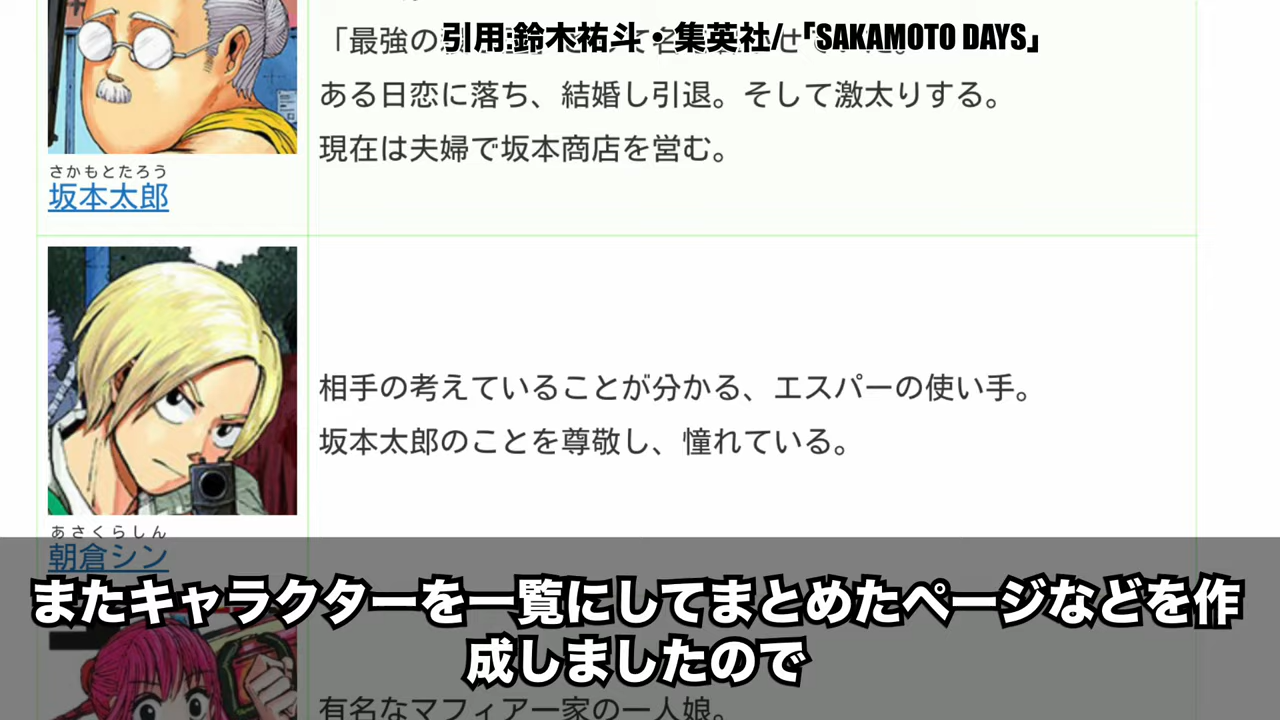 引用:鈴木祐斗・集英社/「SAKAMOTO DAYS」
「最強の
ある日恋に落ち、結婚し引退。そして激太りする。
現在は夫婦で坂本商店を営む。
さかもとたろう
坂本太郎
相手の考えていることが分かる、エスパーの使い手。
坂本太郎のことを尊敬し、憧れている。
あさくらしん
朝倉シン
またキャラクターを一覧にしてまとめたページなどを作
成しましたので
有名なマフィア一家の一人娘。